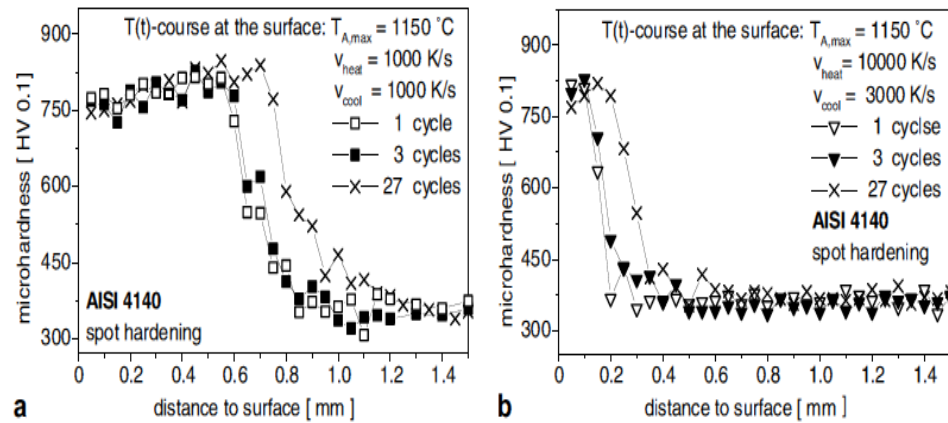 T(t)-course at the surface: T_A,max = 1150 °C
v_heat = 1000 K/s
v_cool = 1000 K/s
1 cycle
3 cycles
27 cycles
AISI 4140
spot hardening
microhardness [ HV 0.1]
900
750
600
450
300
0 0.2 0.4 0.6 0.8 1.0 1.2 1.4
distance to surface [ mm ]
a
T(t)-course at the surface: T_A,max = 1150 °C
v_heat = 10000 K/s
v_cool = 3000 K/s
1 cyclse
3 cycles
27 cycles
AISI 4140
spot hardening
microhardness [ HV 0.1]
900
750
600
450
300
0 0.2 0.4 0.6 0.8 1.0 1.2 1.4
distance to surface [ mm ]
b